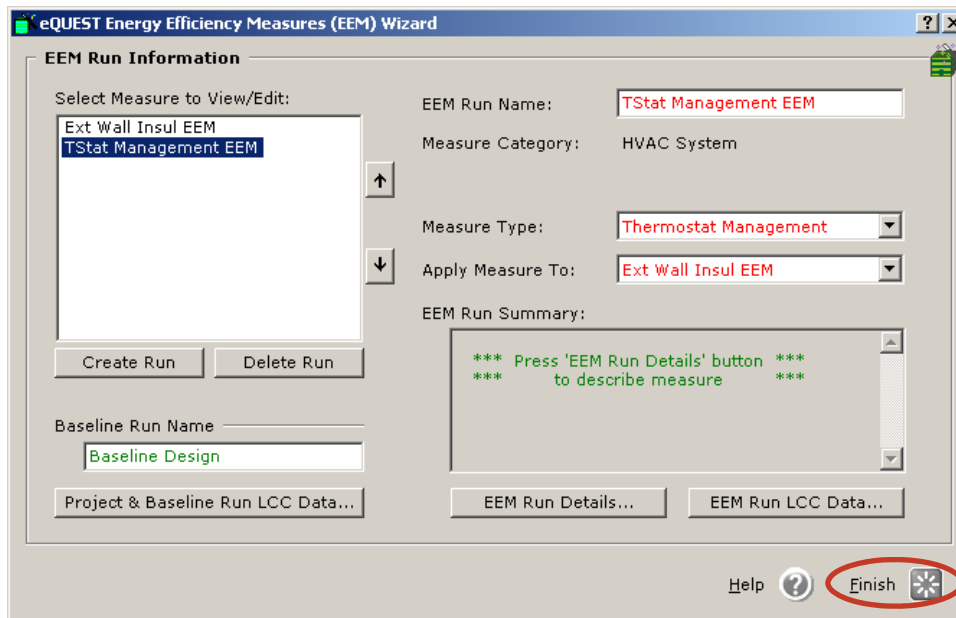 eQUEST Energy Efficiency Measures (EEM) Wizard
EEM Run Information
Select Measure to View/Edit:
Ext Wall Insul EEM
TStat Management EEM
Create Run
Delete Run
Baseline Run Name
Baseline Design
Project & Baseline Run LCC Data...
EEM Run Name: TStat Management EEM
Measure Category: HVAC System
Measure Type: Thermostat Management
Apply Measure To: Ext Wall Insul EEM
EEM Run Summary:
*** Press 'EEM Run Details' button ***
*** to describe measure ***
EEM Run Details...
EEM Run LCC Data...
Help ?
Finish